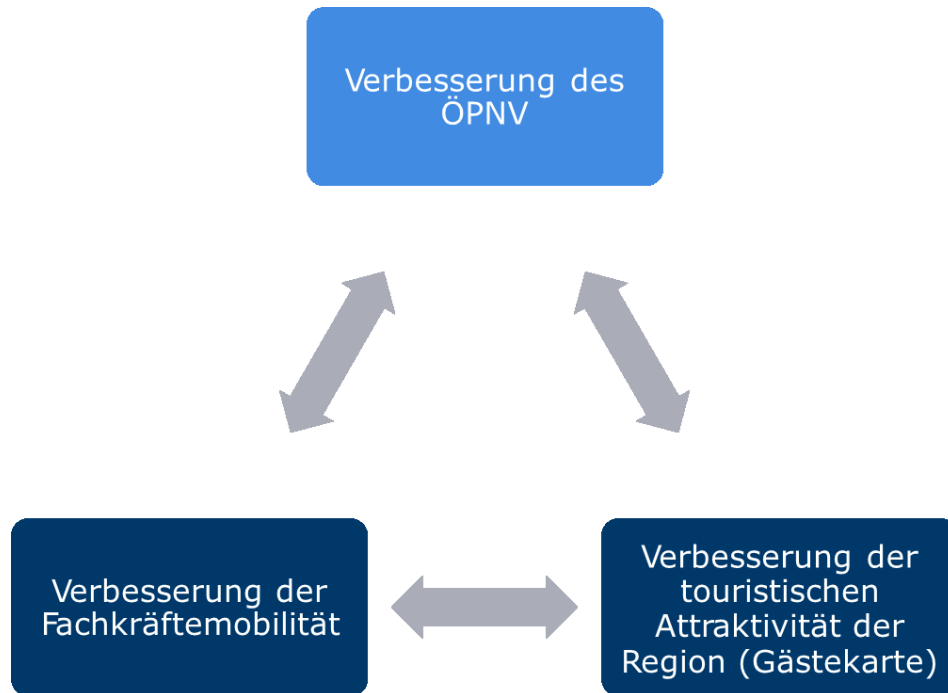 Verbesserung des
ÖPNV
Verbesserung der
Fachkräftemobilität
Verbesserung der
touristischen
Attraktivität der
Region (Gästekarte)